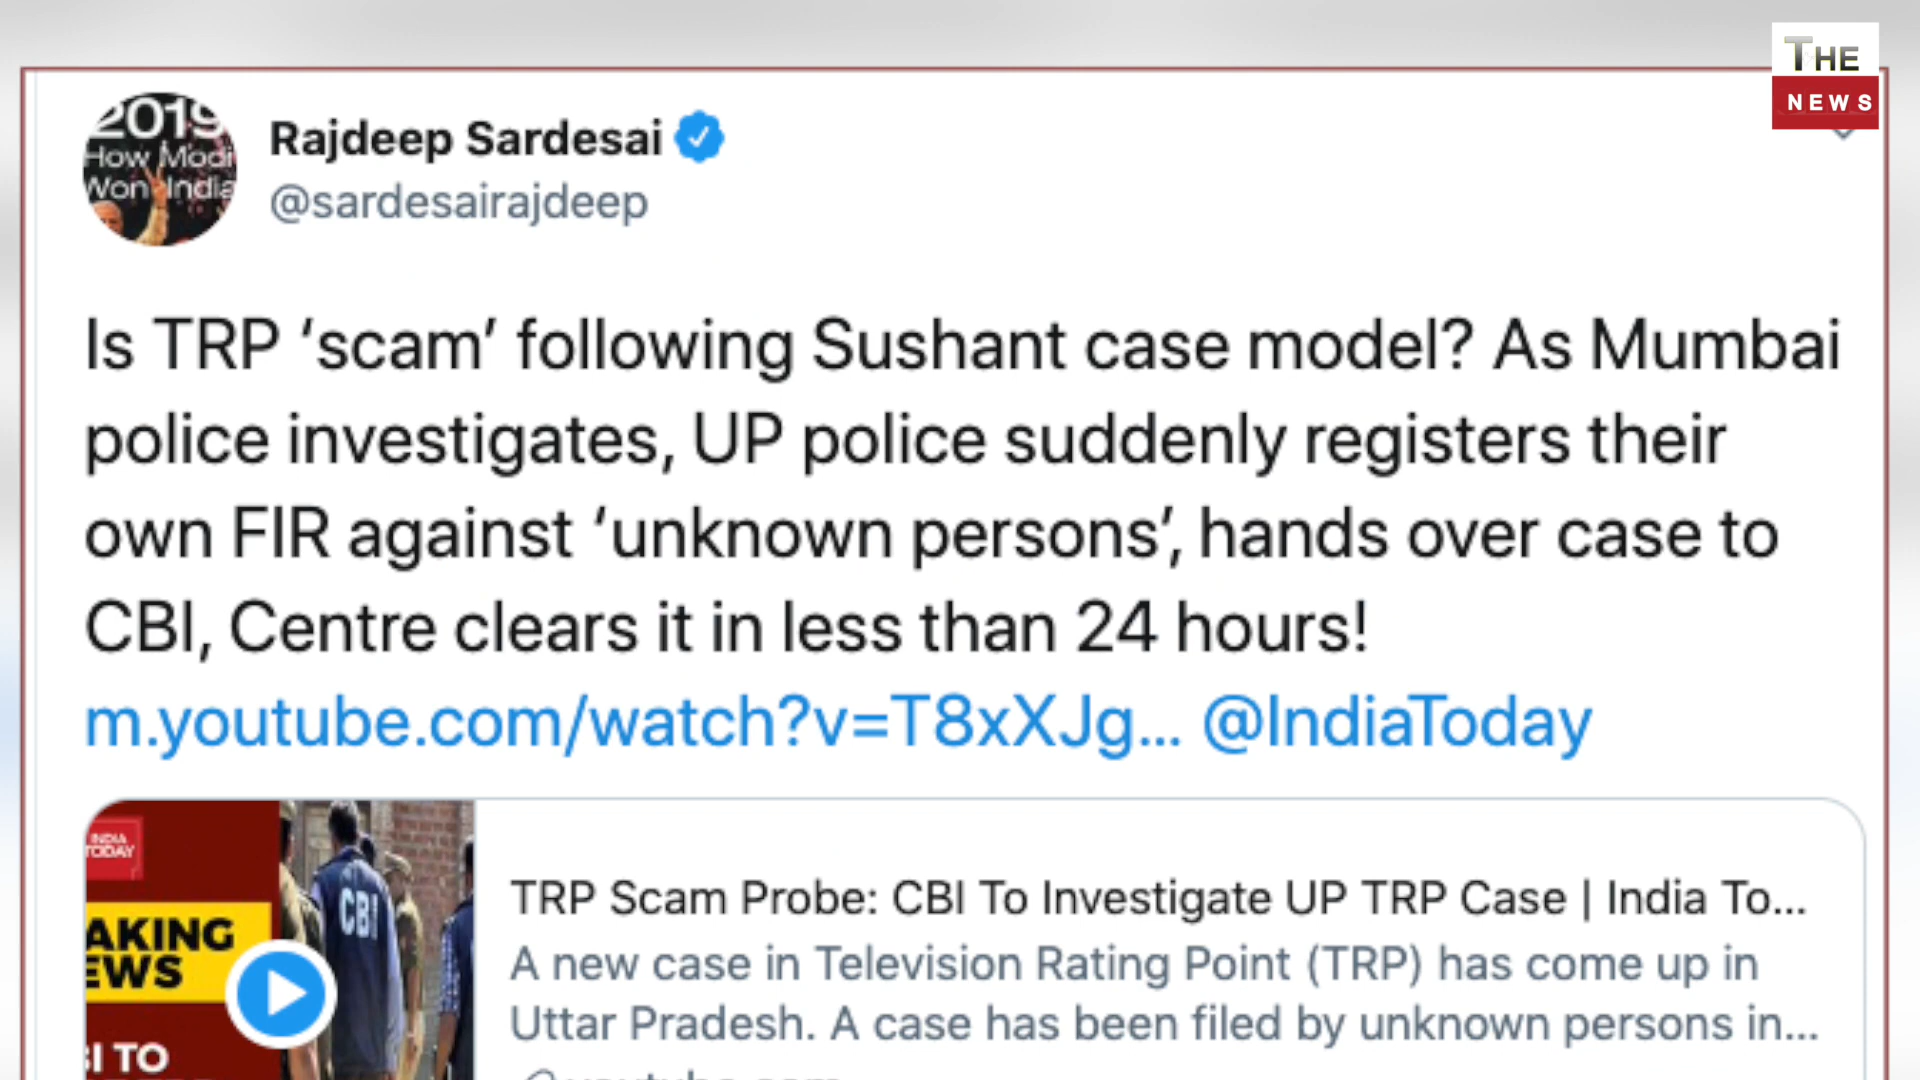 THE
NEWS
2019
How Modi
Won India
Rajdeep Sardesai
@sardesairajdeep
Is TRP ‘scam’ following Sushant case model? As Mumbai
police investigates, UP police suddenly registers their
own FIR against ‘unknown persons’, hands over case to
CBI, Centre clears it in less than 24 hours!
m.youtube.com/watch?v=T8xXJg... @IndiaToday
INDIA
TODAY
AKING
EWS
BI TO
CBI
TRP Scam Probe: CBI To Investigate UP TRP Case | India To...
A new case in Television Rating Point (TRP) has come up in
Uttar Pradesh. A case has been filed by unknown persons in...